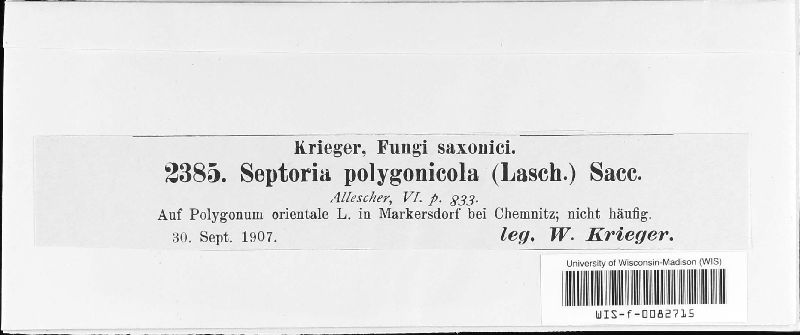 Krieger, Fungi saxonici.
2385. Septoria polygonicola (Lasch.) Sacc.
Allescher, VI. p. 833.
Auf Polygonum orientale L. in Markersdorf bei Chemnitz; nicht häufig.
30. Sept. 1907. leg. W. Krieger.
University of Wisconsin-Madison (WIS)
WIS-f-0082715